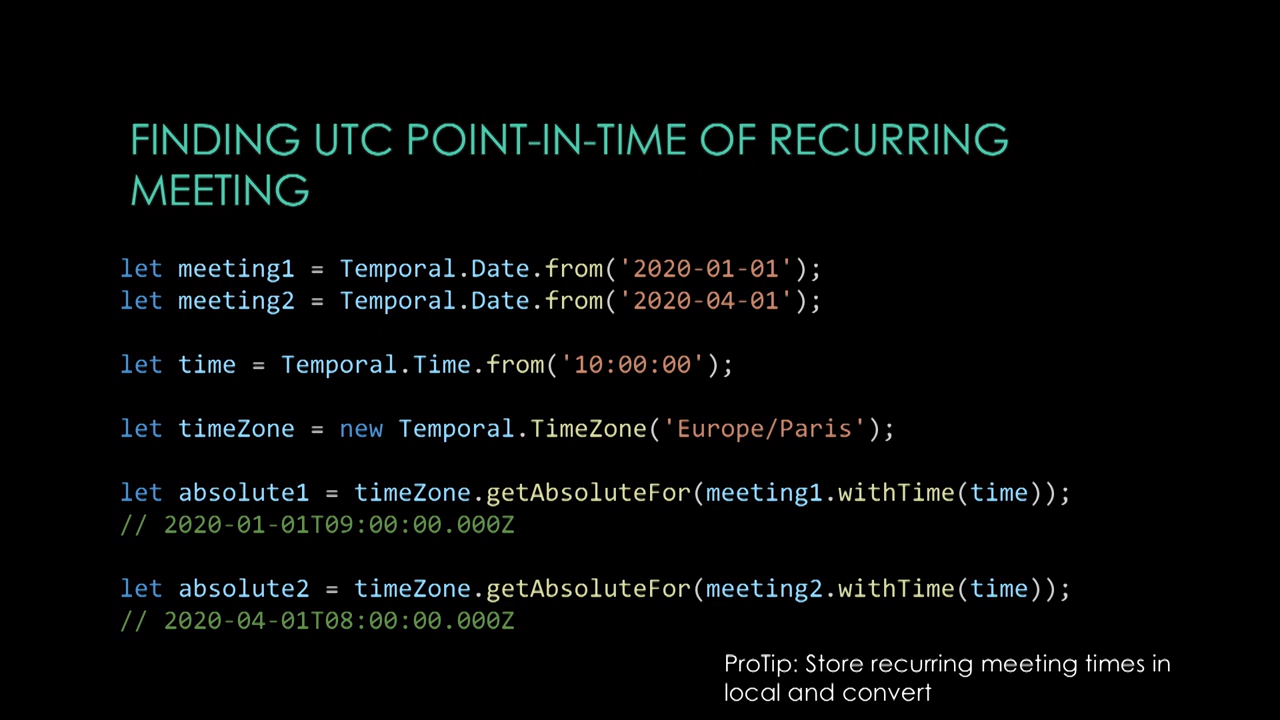 FINDING UTC POINT-IN-TIME OF RECURRING
MEETING
let meeting1 = Temporal.Date.from('2020-01-01');
let meeting2 = Temporal.Date.from('2020-04-01');
let time = Temporal.Time.from('10:00:00');
let timeZone = new Temporal.TimeZone('Europe/Paris');
let absolute1 = timeZone.getAbsoluteFor(meeting1.withTime(time));
// 2020-01-01T09:00:00.000Z
let absolute2 = timeZone.getAbsoluteFor(meeting2.withTime(time));
// 2020-04-01T08:00:00.000Z
ProTip: Store recurring meeting times in
local and convert